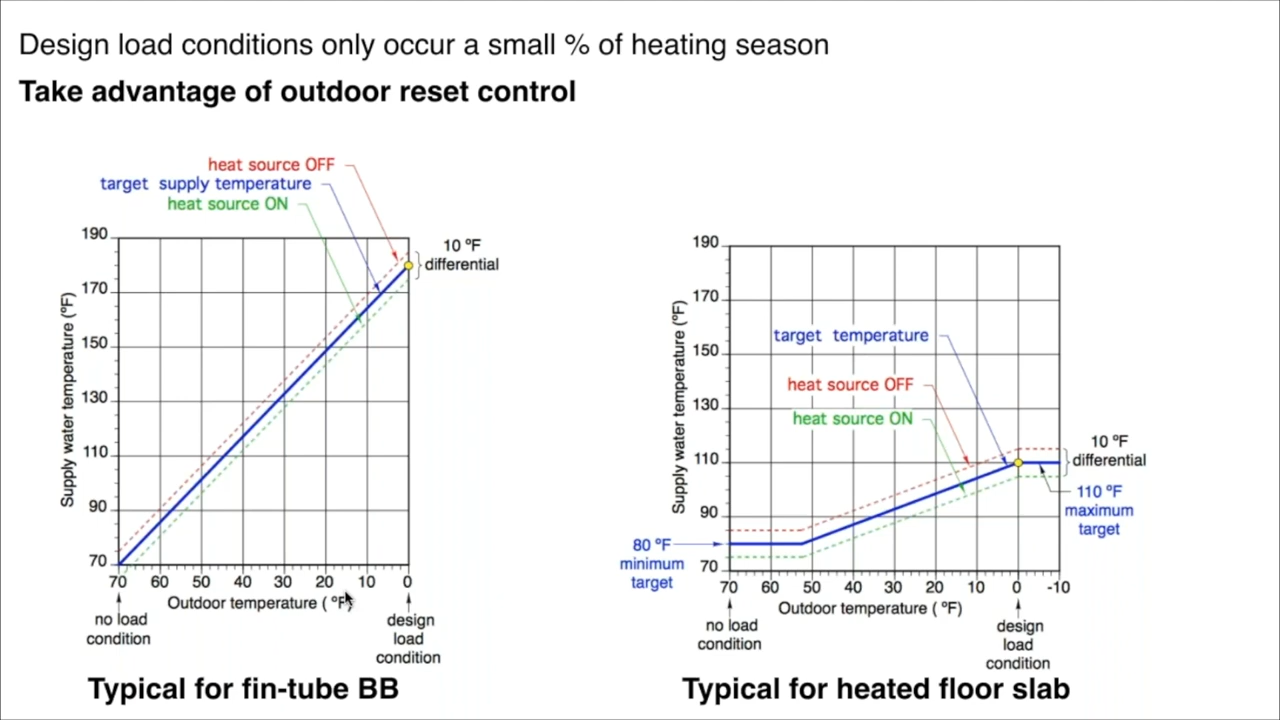 Design load conditions only occur a small % of heating season
Take advantage of outdoor reset control
heat source OFF
target supply temperature
heat source ON
190
170
150
130
110
90
70
Supply water temperature (ºF)
10 ºF
differential
70 60 50 40 30 20 10 0
Outdoor temperature ( ºF)
no load
condition
design
load
condition
Typical for fin-tube BB
190
170
150
130
110
90
70
Supply water temperature (ºF)
target temperature
heat source OFF
heat source ON
10 ºF
differential
110 ºF
maximum
target
80 ºF
minimum
target
70 60 50 40 30 20 10 0 -10
Outdoor temperature ( ºF)
no load
condition
design
load
condition
Typical for heated floor slab